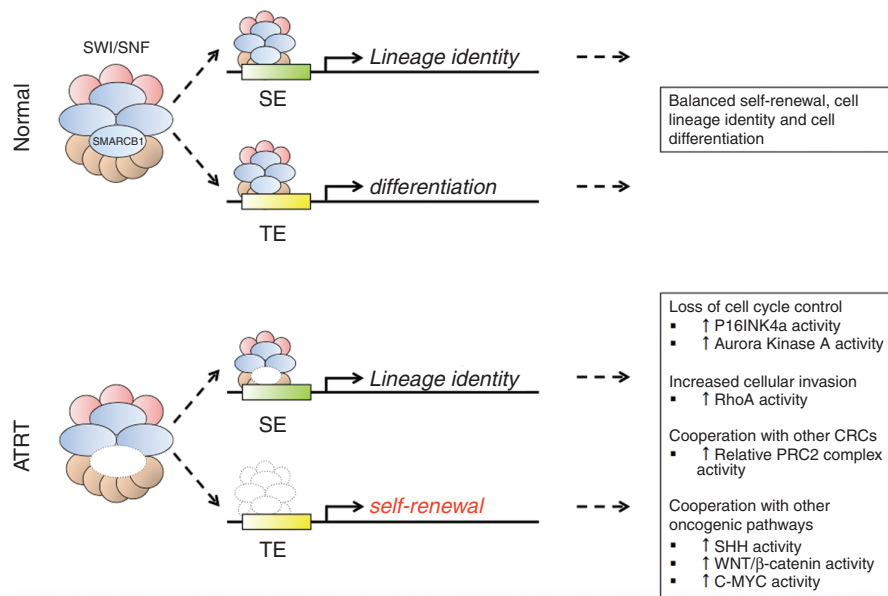 Normal
SWI/SNF
SMARCB1
Lineage identity
SE
differentiation
TE
Balanced self-renewal, cell
lineage identity and cell
differentiation
ATRT
Lineage identity
SE
self-renewal
TE
Loss of cell cycle control
▪ ↑ P16INK4a activity
▪ ↑ Aurora Kinase A activity
Increased cellular invasion
▪ ↑ RhoA activity
Cooperation with other CRCs
▪ ↑ Relative PRC2 complex
activity
Cooperation with other
oncogenic pathways
▪ ↑ SHH activity
▪ ↑ WNT/β-catenin activity
▪ ↑ C-MYC activity